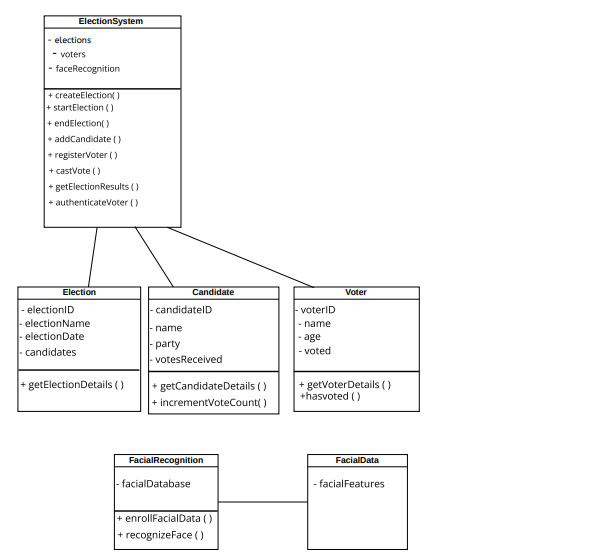 ElectionSystem
- elections
- voters
- faceRecognition
+ createElection( )
+ startElection ( )
+ endElection( )
+ addCandidate ( )
+ registerVoter ( )
+ castVote ( )
+ getElectionResults ( )
+ authenticateVoter ( )
Election
- electionID
- electionName
- electionDate
- candidates
+ getElectionDetails ( )
Candidate
- candidateID
- name
- party
- votesReceived
+ getCandidateDetails ( )
+ incrementVoteCount( )
Voter
- voterID
- name
- age
- voted
+ getVoterDetails ( )
+hasvoted ( )
FacialRecognition
- facialDatabase
+ enrollFacialData ( )
+ recognizeFace ( )
FacialData
- facialFeatures